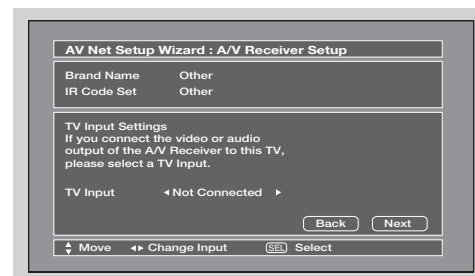 AV Net Setup Wizard : A/V Receiver Setup
Brand Name Other
IR Code Set Other
TV Input Settings
If you connect the video or audio
output of the A/V Receiver to this TV,
please select a TV Input.
TV Input Not Connected
Back Next
Move Change Input SEL Select